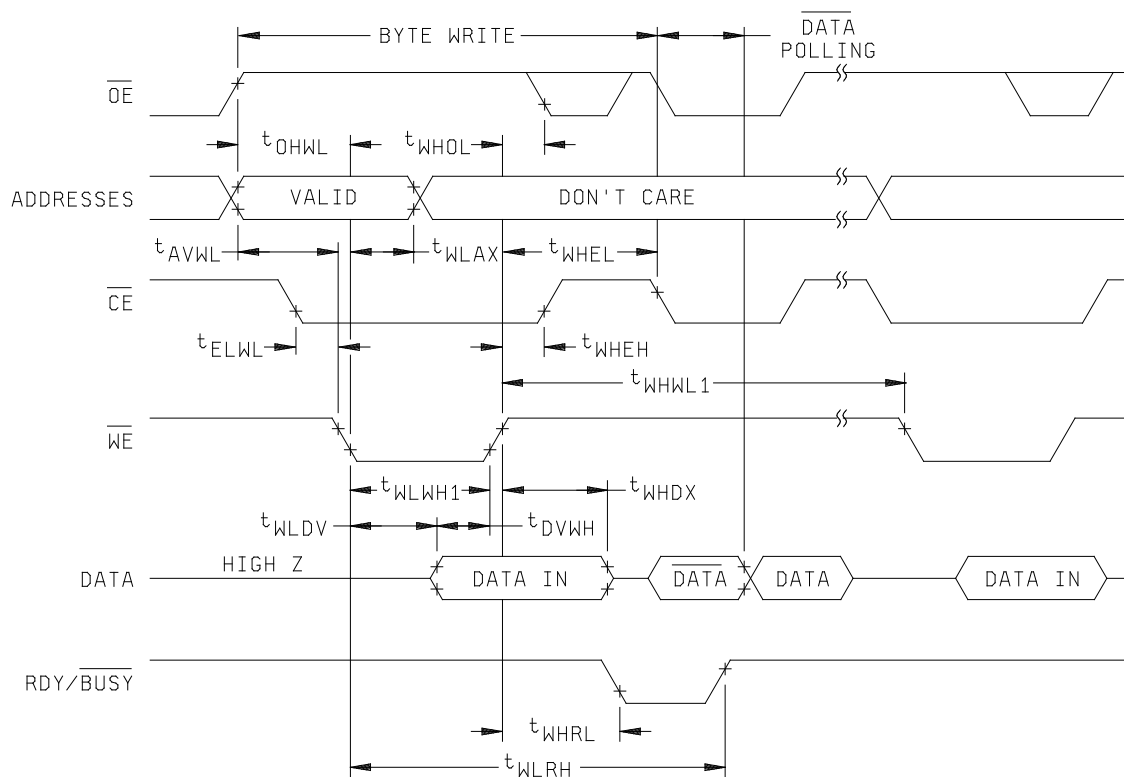 BYTE WRITE
DATA
POLLING
OE
tOHWL
tWHOL
ADDRESSES
VALID
DON'T CARE
tAVWL
tWLAX
tWHEL
CE
tELWL
tWHEH
tWHWL1
WE
tWLWH1
tWHDX
tWLDV
tDVWH
HIGH Z
DATA
DATA IN
DATA
DATA
DATA IN
RDY/BUSY
tWHRL
tWLRH